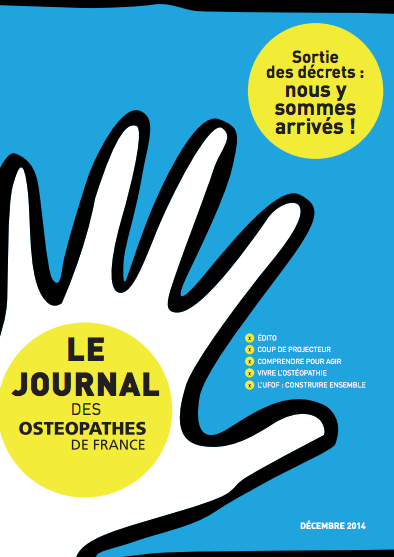 Sortie
des décrets :
nous y
sommes
arrivés !
LE
JOURNAL
DES
OSTEOPATHES
DE FRANCE
x ÉDITO
x COUP DE PROJECTEUR
x COMPRENDRE POUR AGIR
x VIVRE L'OSTÉOPATHIE
x L'UFOF : CONSTRUIRE ENSEMBLE
DÉCEMBRE 2014